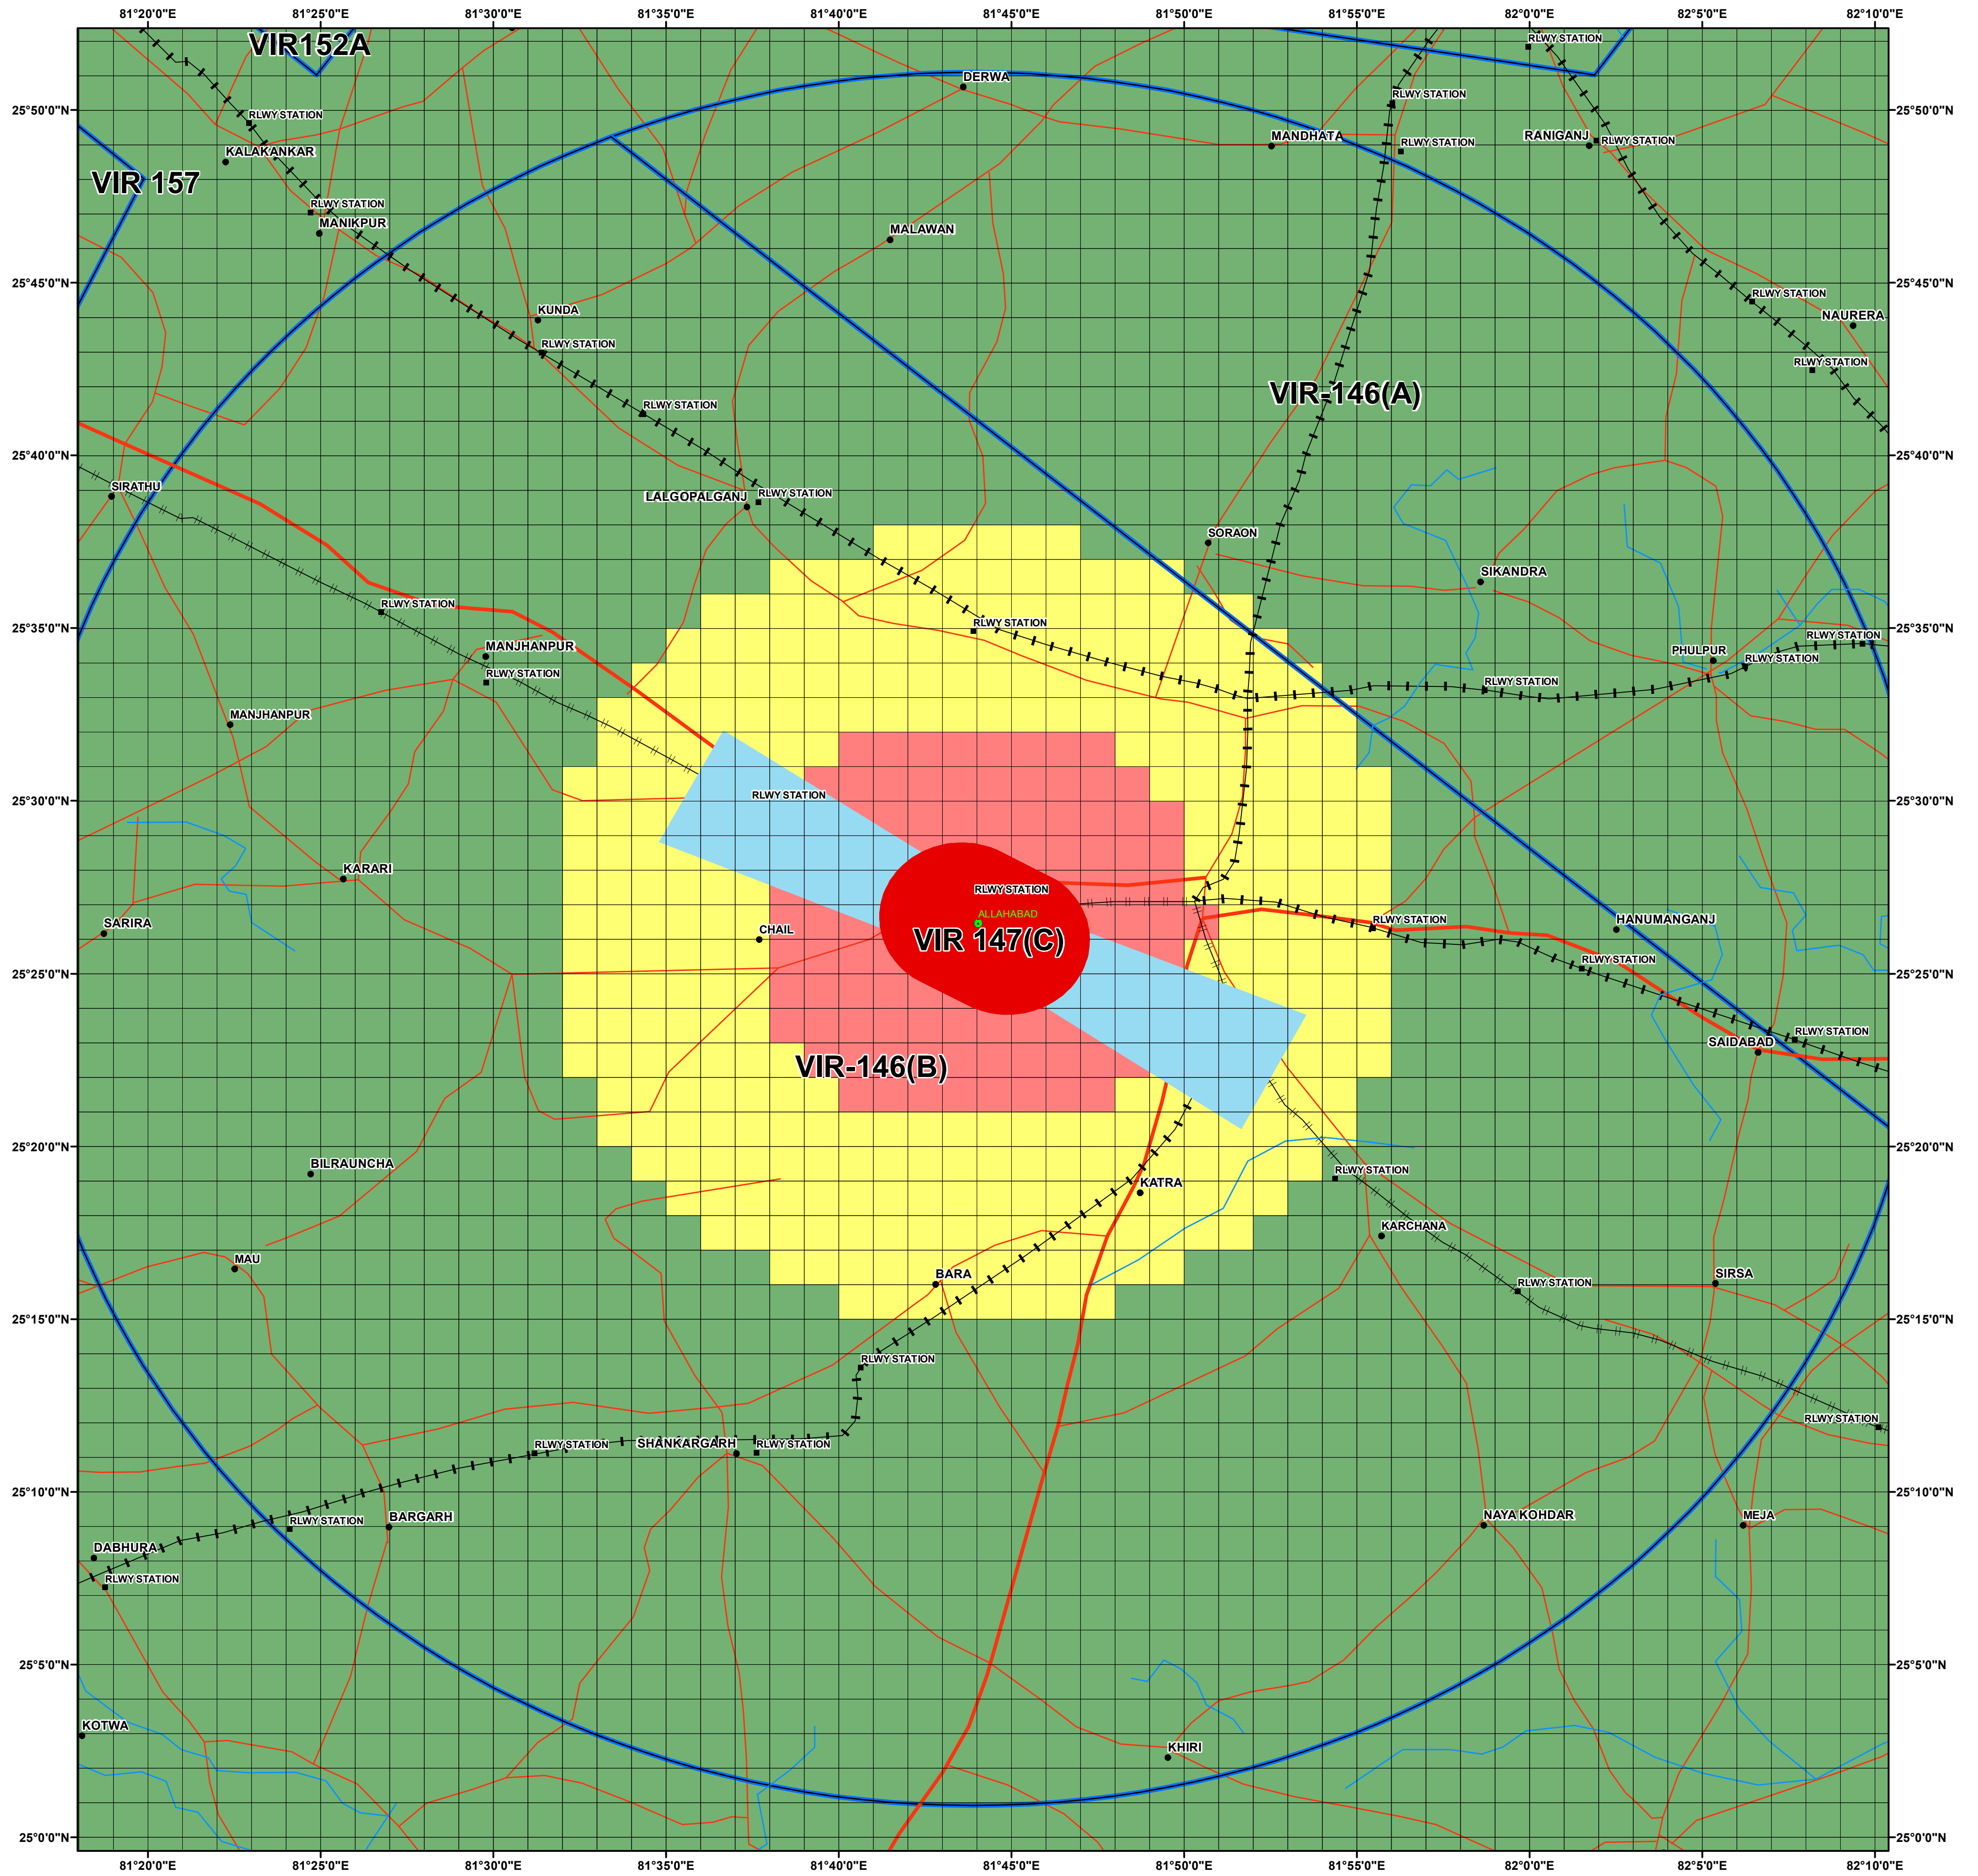 81°20'0"E 81°25'0"E 81°30'0"E 81°35'0"E 81°40'0"E 81°45'0"E 81°50'0"E 81°55'0"E 82°0'0"E 82°5'0"E 82°10'0"E
VIR152A
RLWY STATION
DERWA
RLWY STATION
25°50'0"N
25°50'0"N
RLWY STATION
MANDHATA
RLWY STATION
RANIGANJ
RLWY STATION
KALAKANKAR
VIR 157
RLWY STATION
MANIKPUR
MALAWAN
25°45'0"N
25°45'0"N
RLWY STATION
KUNDA
NAURERA
RLWY STATION
RLWY STATION
VIR-146(A)
RLWY STATION
25°40'0"N
25°40'0"N
SIRATHU
LALGOPALGANJ
RLWY STATION
SORAON
SIKANDRA
RLWY STATION
RLWY STATION
25°35'0"N
25°35'0"N
RLWY STATION
MANJHANPUR
PHULPUR
RLWY STATION
RLWY STATION
RLWY STATION
MANJHANPUR
25°30'0"N
RLWY STATION
25°30'0"N
KARARI
RLWY STATION
ALLAHABAD
SARIRA
CHAIL
VIR 147(C)
RLWY STATION
HANUMANGANJ
RLWY STATION
25°25'0"N
25°25'0"N
RLWY STATION
SAIDABAD
VIR-146(B)
25°20'0"N
25°20'0"N
BILRAUNCHA
RLWY STATION
KATRA
KARCHANA
MAU
BARA
RLWY STATION
SIRSA
25°15'0"N
25°15'0"N
RLWY STATION
RLWY STATION
RLWY STATION
SHANKARGARH
RLWY STATION
25°10'0"N
25°10'0"N
RLWY STATION
BARGARH
NAYA KOHDAR
MEJA
DABHURA
RLWY STATION
25°5'0"N
25°5'0"N
KOTWA
KHIRI
25°0'0"N
25°0'0"N
81°20'0"E 81°25'0"E 81°30'0"E 81°35'0"E 81°40'0"E 81°45'0"E 81°50'0"E 81°55'0"E 82°0'0"E 82°5'0"E 82°10'0"E